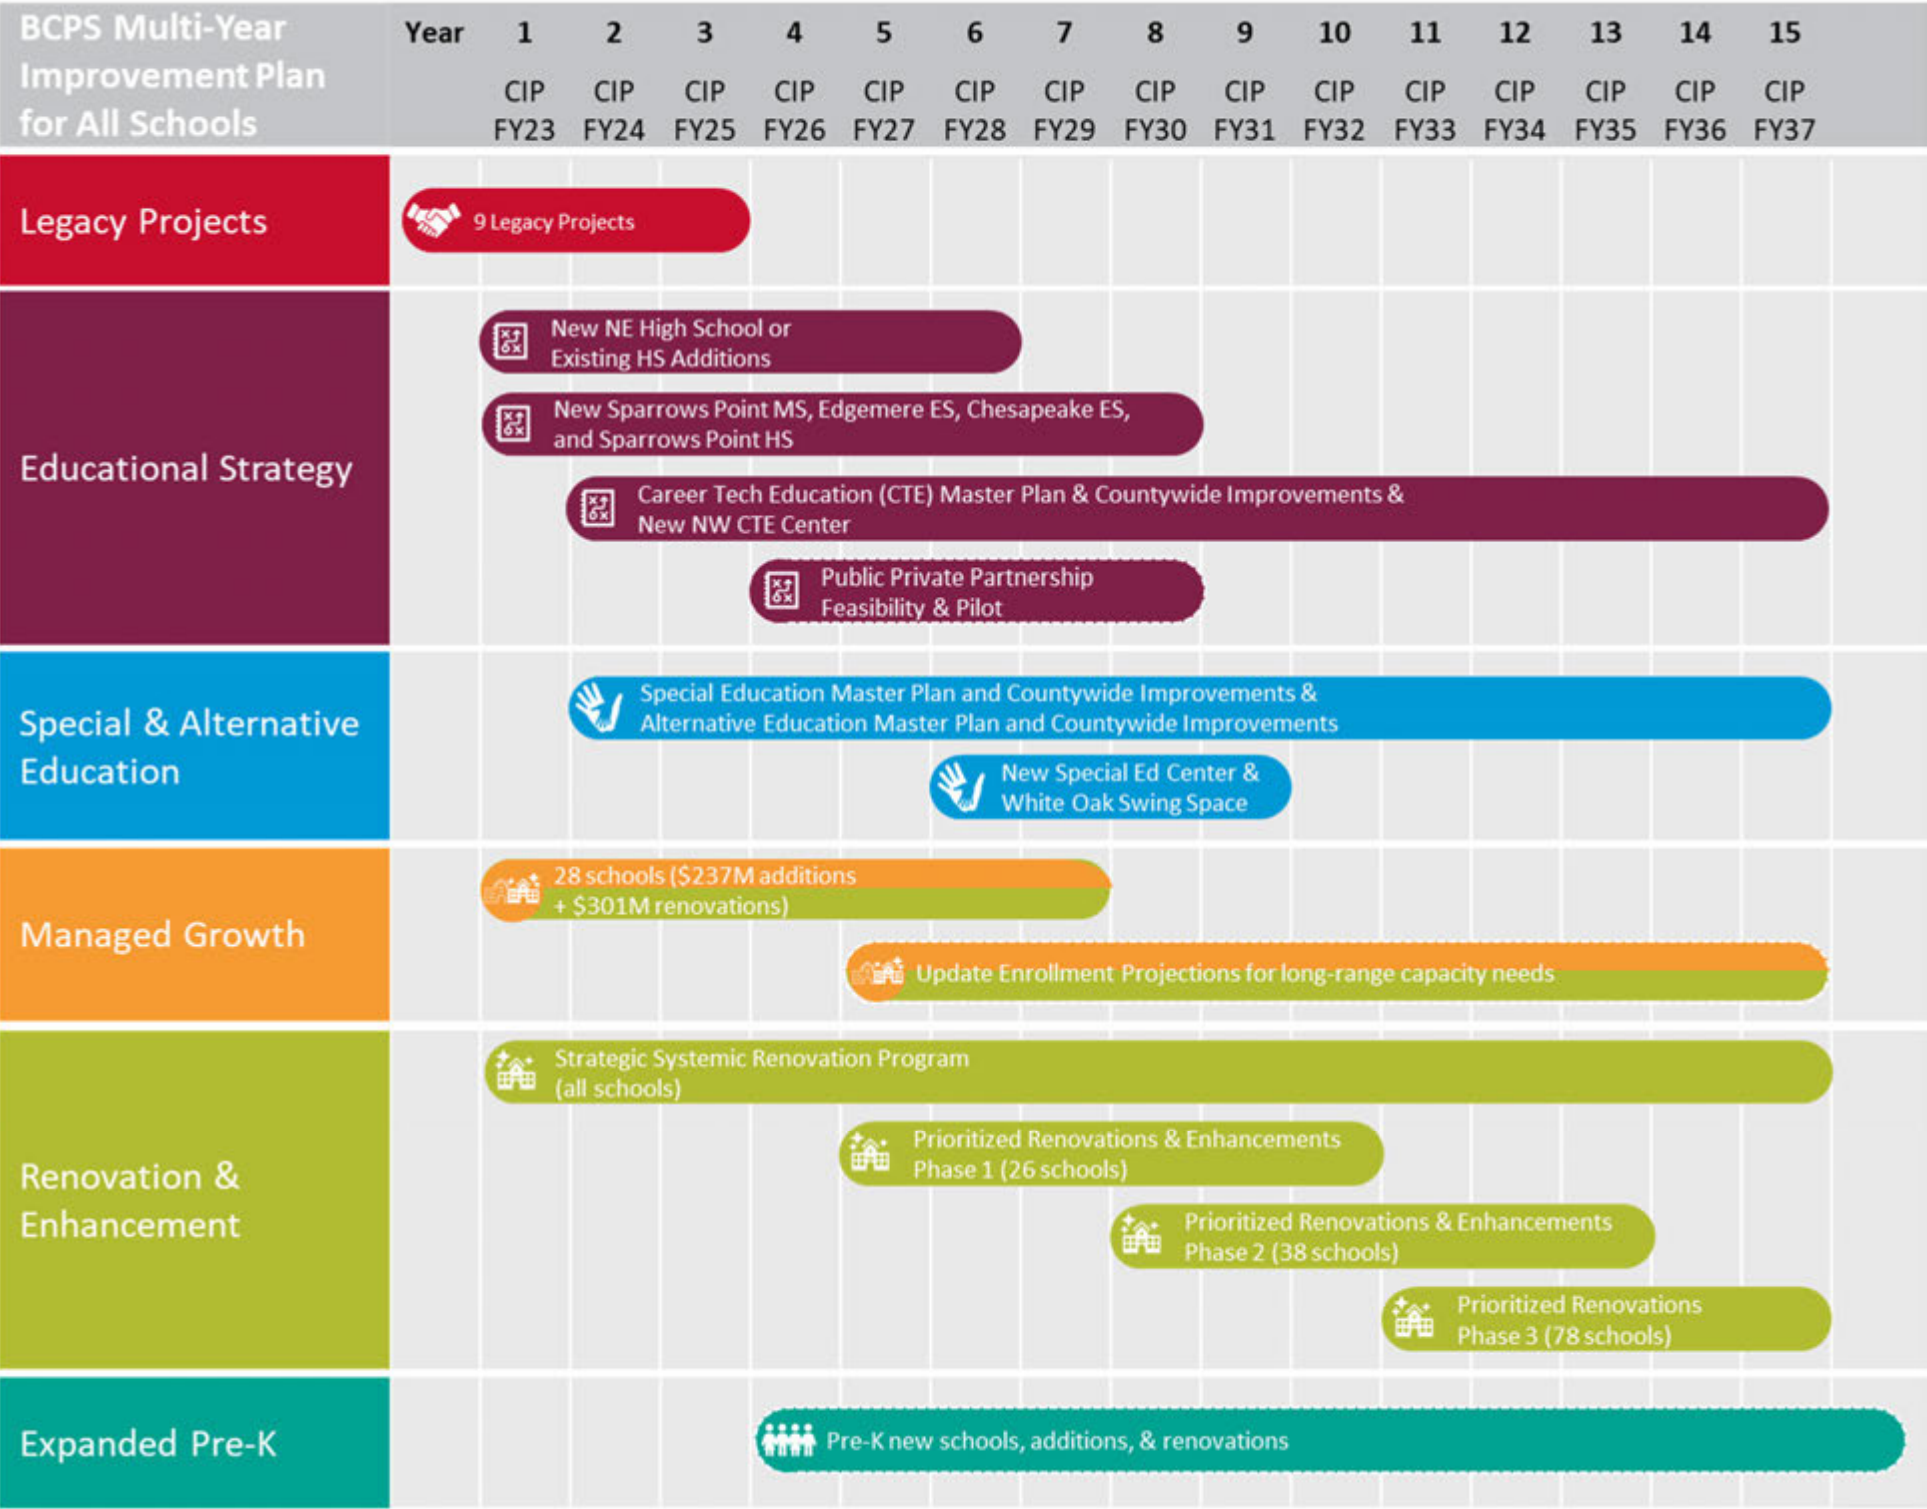 BCPS Multi-Year
Improvement Plan
for All Schools
Year 1 2 3 4 5 6 7 8 9 10 11 12 13 14 15
CIP CIP CIP CIP CIP CIP CIP CIP CIP CIP CIP CIP CIP CIP CIP
FY23 FY24 FY25 FY26 FY27 FY28 FY29 FY30 FY31 FY32 FY33 FY34 FY35 FY36 FY37
Legacy Projects
9 Legacy Projects
Educational Strategy
New NE High School or
Existing HS Additions
New Sparrows Point MS, Edgemere ES, Chesapeake ES,
and Sparrows Point HS
Career Tech Education (CTE) Master Plan & Countywide Improvements &
New NW CTE Center
Public Private Partnership
Feasibility & Pilot
Special & Alternative
Education
Special Education Master Plan and Countywide Improvements &
Alternative Education Master Plan and Countywide Improvements
New Special Ed Center &
White Oak Swing Space
Managed Growth
28 schools ($237M additions
+ $301M renovations)
Update Enrollment Projections for long-range capacity needs
Renovation &
Enhancement
Strategic Systemic Renovation Program
(all schools)
Prioritized Renovations & Enhancements
Phase 1 (26 schools)
Prioritized Renovations & Enhancements
Phase 2 (38 schools)
Prioritized Renovations
Phase 3 (78 schools)
Expanded Pre-K
Pre-K new schools, additions, & renovations